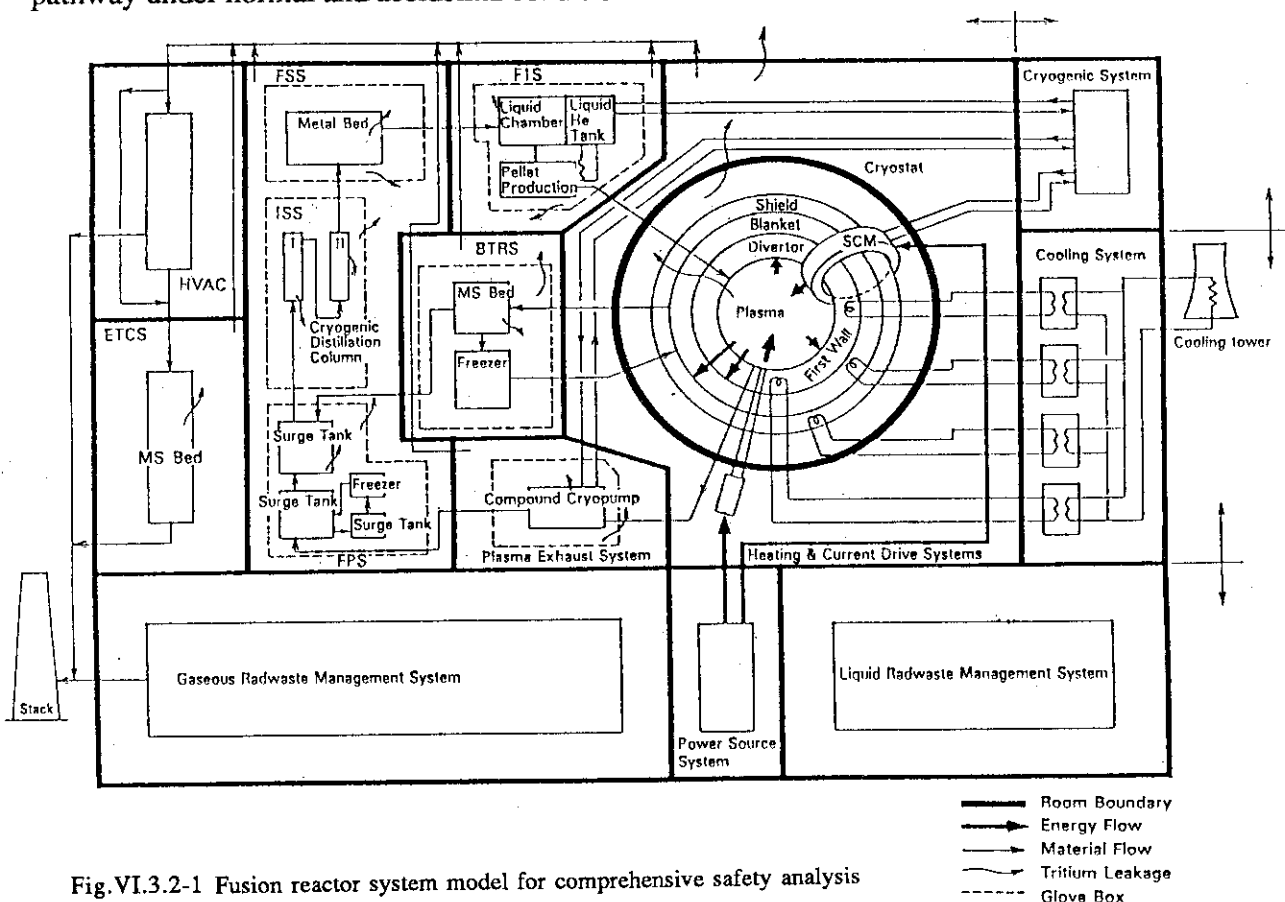 pathway under normal and accidental
FSS
Metal Bed
FIS
Liquid
Chamber
Liquid
He
Tank
Pellet
Production
Cryogenic System
Cryostat
Shield
Blanket
Divertor
SCM
Plasma
First Wall
ISS
I
II
Cryogenic
Distillation
Column
HVAC
ETCS
MS Bed
BTRS
MS Bed
Freezer
Cooling System
Cooling tower
Surge Tank
Surge Tank
Freezer
Surge Tank
FPS
Compound Cryopump
Plasma Exhaust System
Heating & Current Drive Systems
Stack
Gaseous Radwaste Management System
Power Source
System
Liquid Radwaste Management System
Room Boundary
Energy Flow
Material Flow
Tritium Leakage
Glove Box
Fig.VI.3.2-1 Fusion reactor system model for comprehensive safety analysis